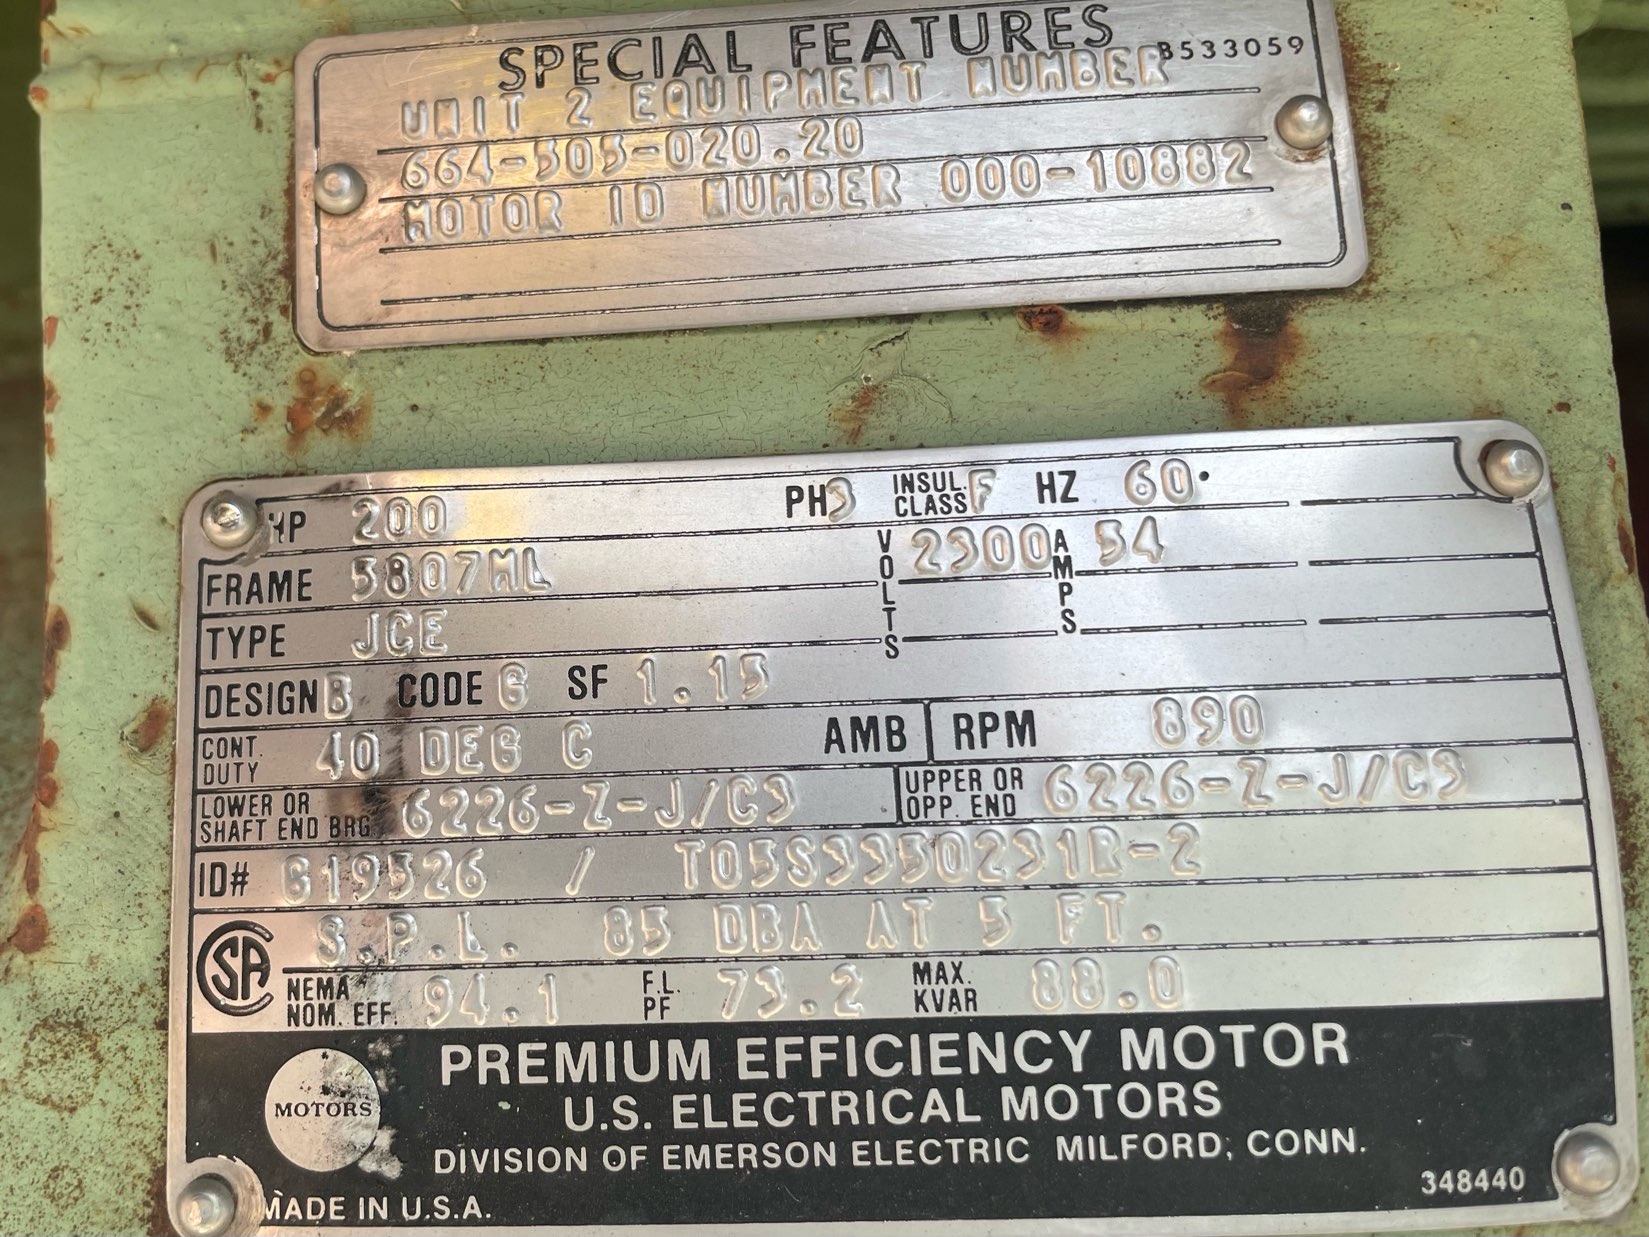 SPECIAL FEATURES B533059
UNIT 2 EQUIPMENT NUMBER
664-505-020.20
MOTOR ID NUMBER 000-10882
HP 200 PH 3 INSUL. CLASS F HZ 60
FRAME 5807ML VOLTS 2300 AMPS 54
TYPE JCE
DESIGN B CODE G SF 1.15
CONT. DUTY 40 DEG C AMB RPM 890
LOWER OR SHAFT END BRG. 6226-Z-J/C3 UPPER OR OPP. END 6226-Z-J/C3
ID# G19526 / T05S3350231R-2
S.P.L. 85 DBA AT 5 FT.
NEMA NOM. EFF. 94.1 F.L. PF 73.2 MAX. KVAR 88.0
PREMIUM EFFICIENCY MOTOR
MOTORS
U.S. ELECTRICAL MOTORS
DIVISION OF EMERSON ELECTRIC MILFORD, CONN.
348440
MADE IN U.S.A.